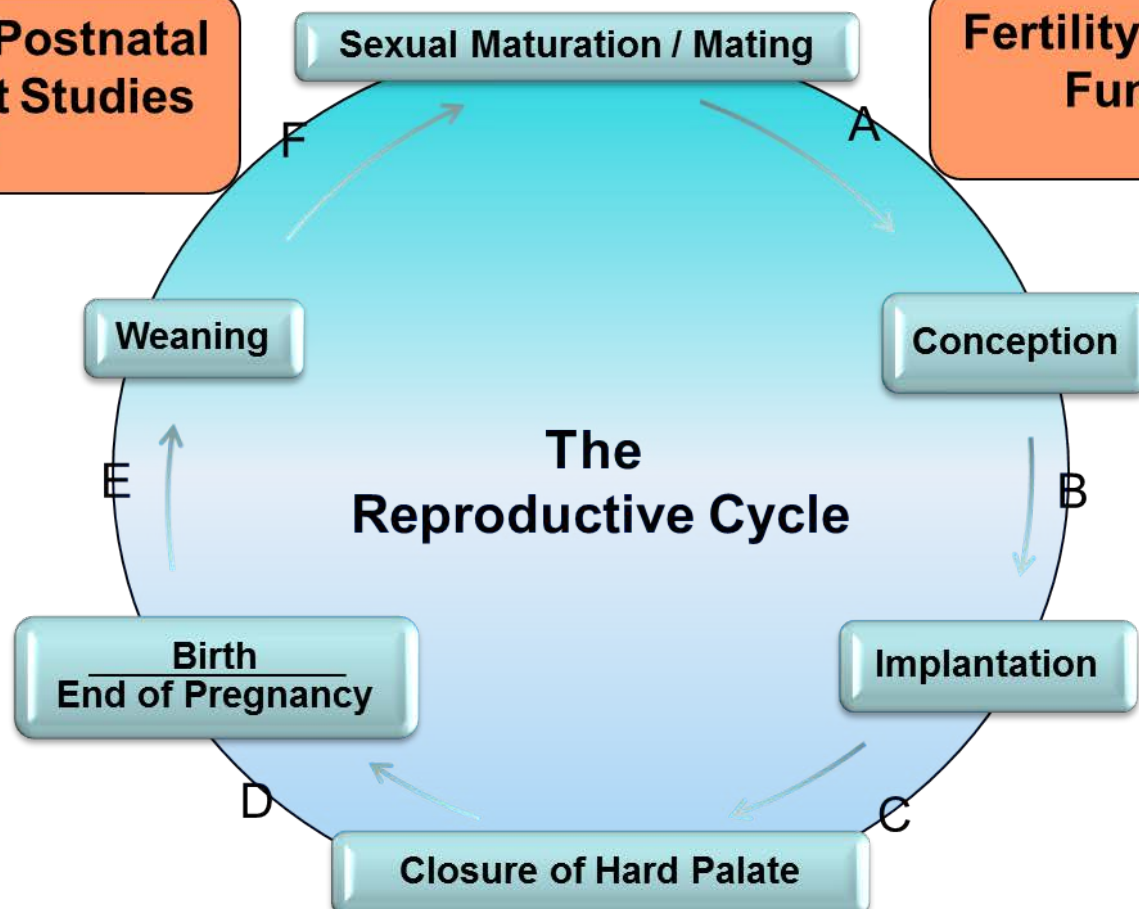 Postnatal
t Studies
Sexual Maturation / Mating
Fertility
Fun
F
A
Weaning
Conception
The
Reproductive Cycle
E
B
Birth
End of Pregnancy
Implantation
D
C
Closure of Hard Palate